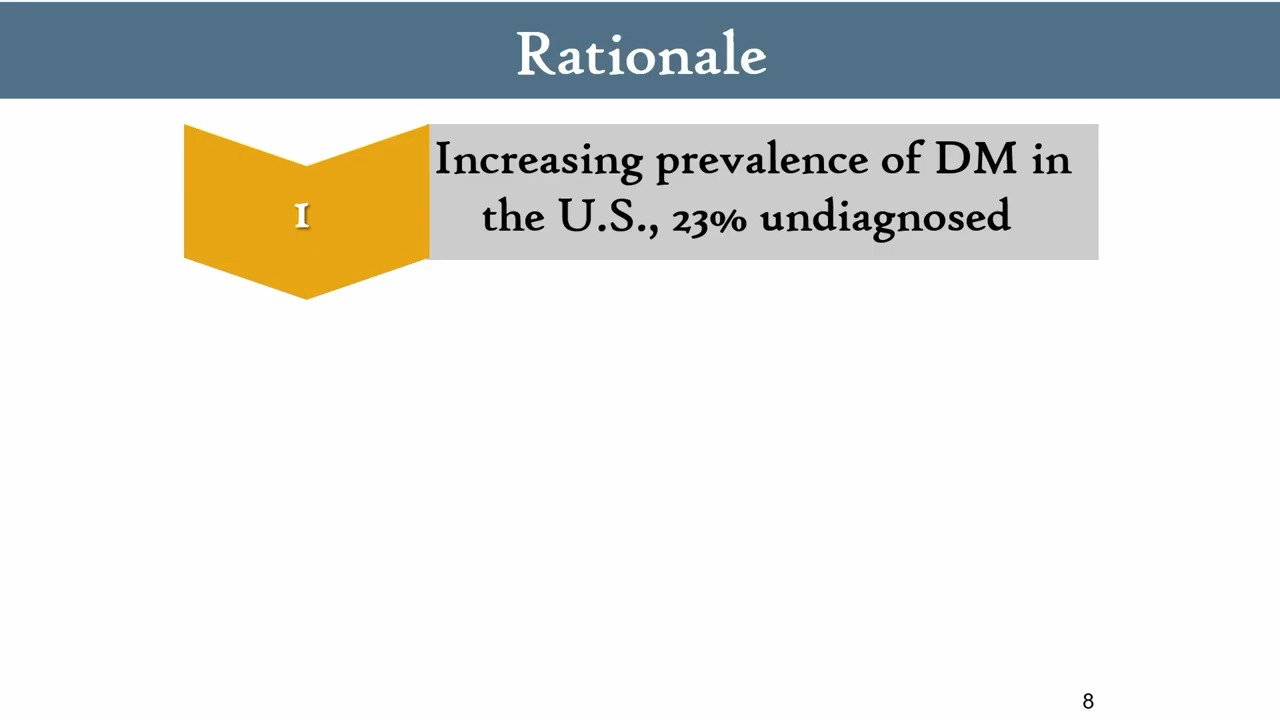 Rationale
1
Increasing prevalence of DM in
the U.S., 23% undiagnosed
8